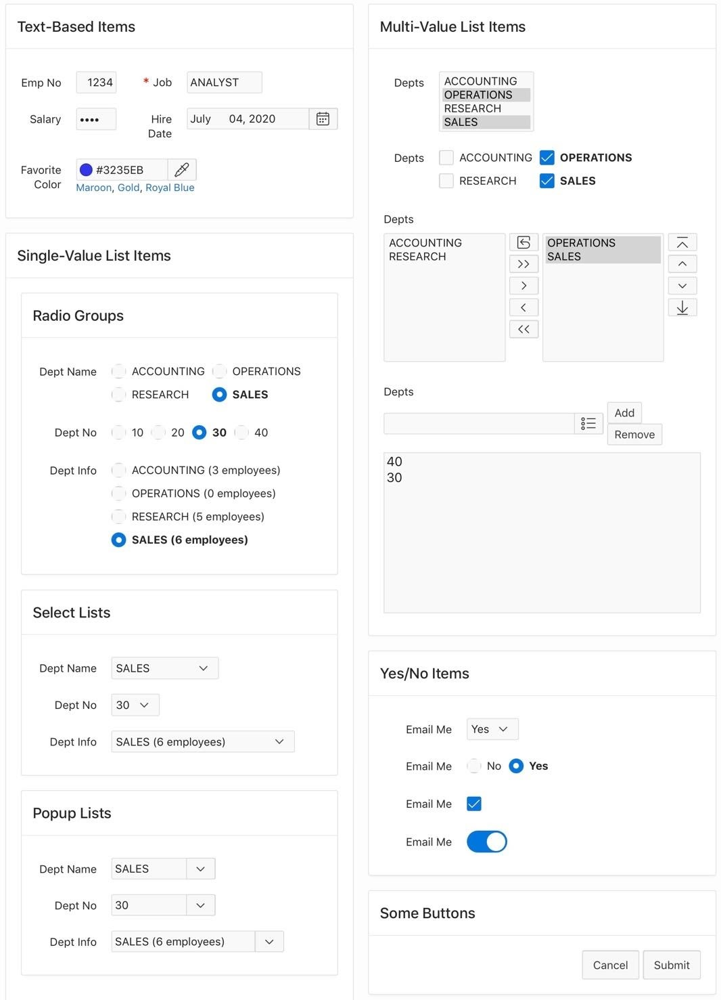 Text-Based Items
Emp No 1234 * Job ANALYST
Salary •••• Hire Date July 04, 2020
Favorite Color #3235EB
Maroon, Gold, Royal Blue
Single-Value List Items
Radio Groups
Dept Name ACCOUNTING OPERATIONS
RESEARCH SALES
Dept No 10 20 30 40
Dept Info ACCOUNTING (3 employees)
OPERATIONS (0 employees)
RESEARCH (5 employees)
SALES (6 employees)
Select Lists
Dept Name SALES
Dept No 30
Dept Info SALES (6 employees)
Popup Lists
Dept Name SALES
Dept No 30
Dept Info SALES (6 employees)
Multi-Value List Items
Depts ACCOUNTING
OPERATIONS
RESEARCH
SALES
Depts ACCOUNTING OPERATIONS
RESEARCH SALES
Depts
ACCOUNTING OPERATIONS
RESEARCH SALES
Depts
Add
Remove
40
30
Yes/No Items
Email Me Yes
Email Me No Yes
Email Me
Email Me
Some Buttons
Cancel Submit